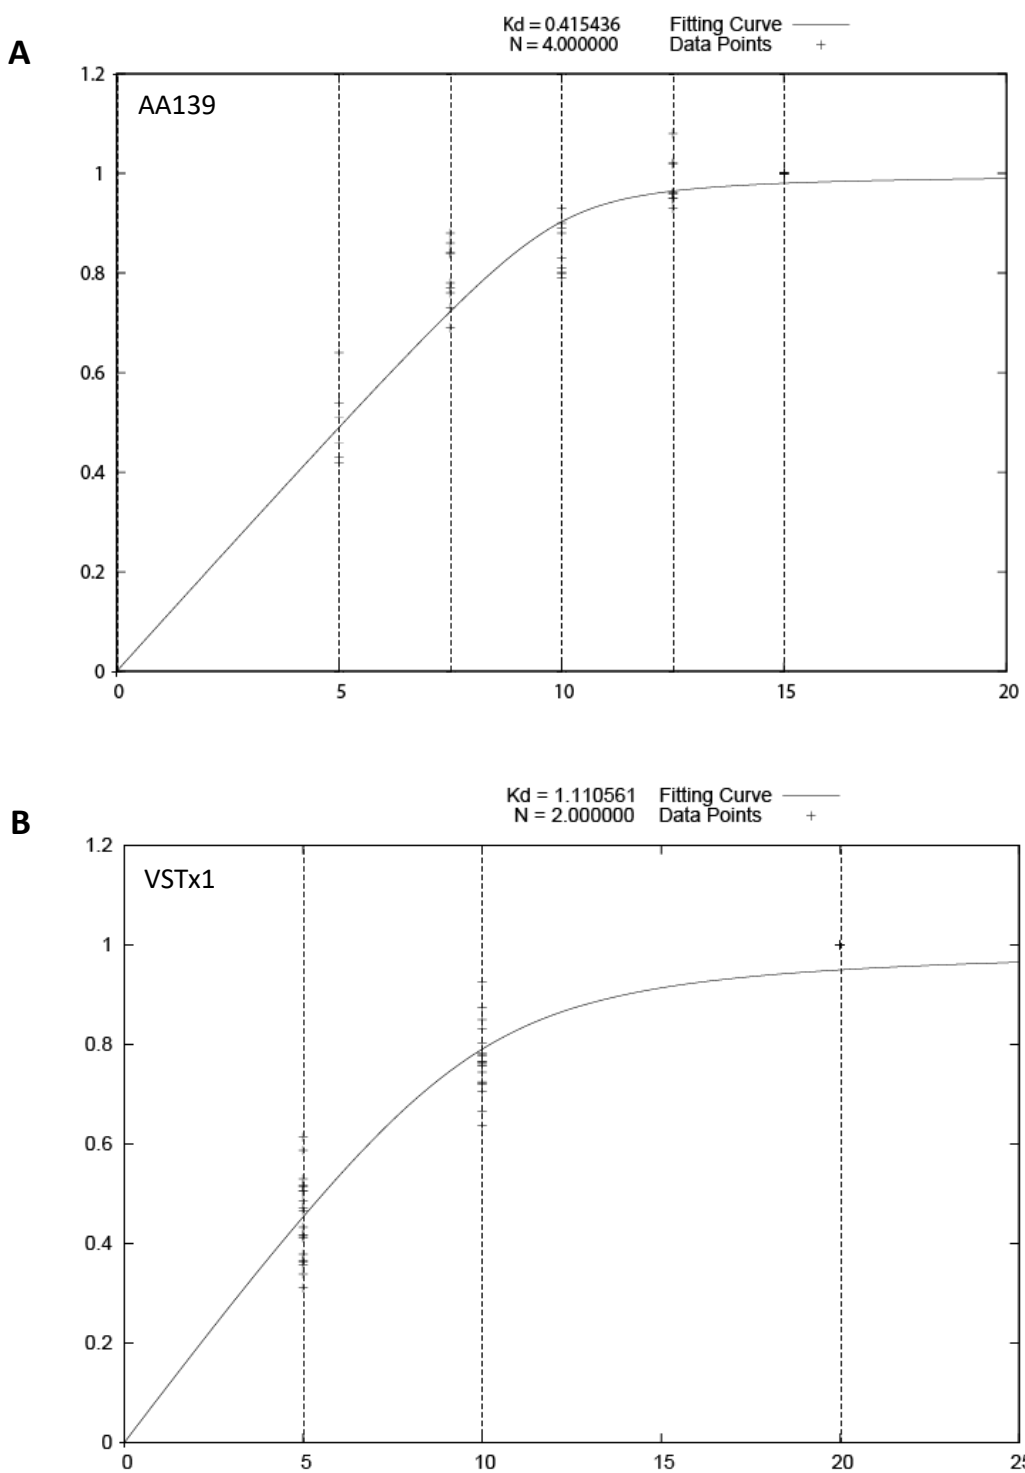 A
Kd = 0.415436 Fitting Curve
N = 4.000000 Data Points +
1.2
AA139
1
0.8
0.6
0.4
0.2
0
0 5 10 15 20
B
Kd = 1.110561 Fitting Curve
N = 2.000000 Data Points +
1.2
VSTx1
1
0.8
0.6
0.4
0.2
0
0 5 10 15 20 25